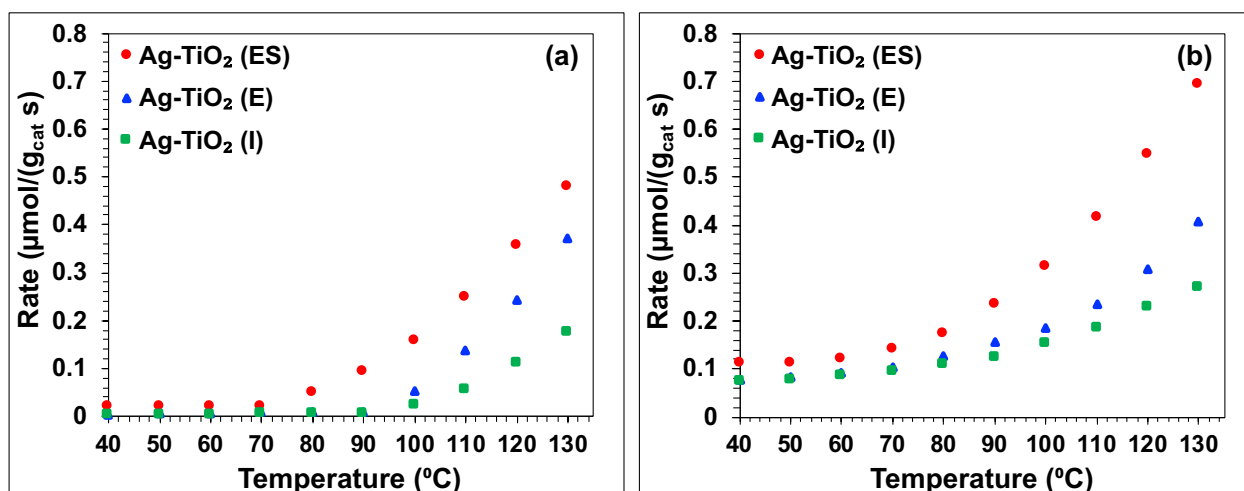 (a)
Ag-TiO₂ (ES)
Ag-TiO₂ (E)
Ag-TiO₂ (I)
Rate (µmol/(g_cat s)
0.8
0.7
0.6
0.5
0.4
0.3
0.2
0.1
0
40 50 60 70 80 90 100 110 120 130
Temperature (⁰C)
(b)
Ag-TiO₂ (ES)
Ag-TiO₂ (E)
Ag-TiO₂ (I)
Rate (µmol/(g_cat s)
0.8
0.7
0.6
0.5
0.4
0.3
0.2
0.1
0
40 50 60 70 80 90 100 110 120 130
Temperature (⁰C)